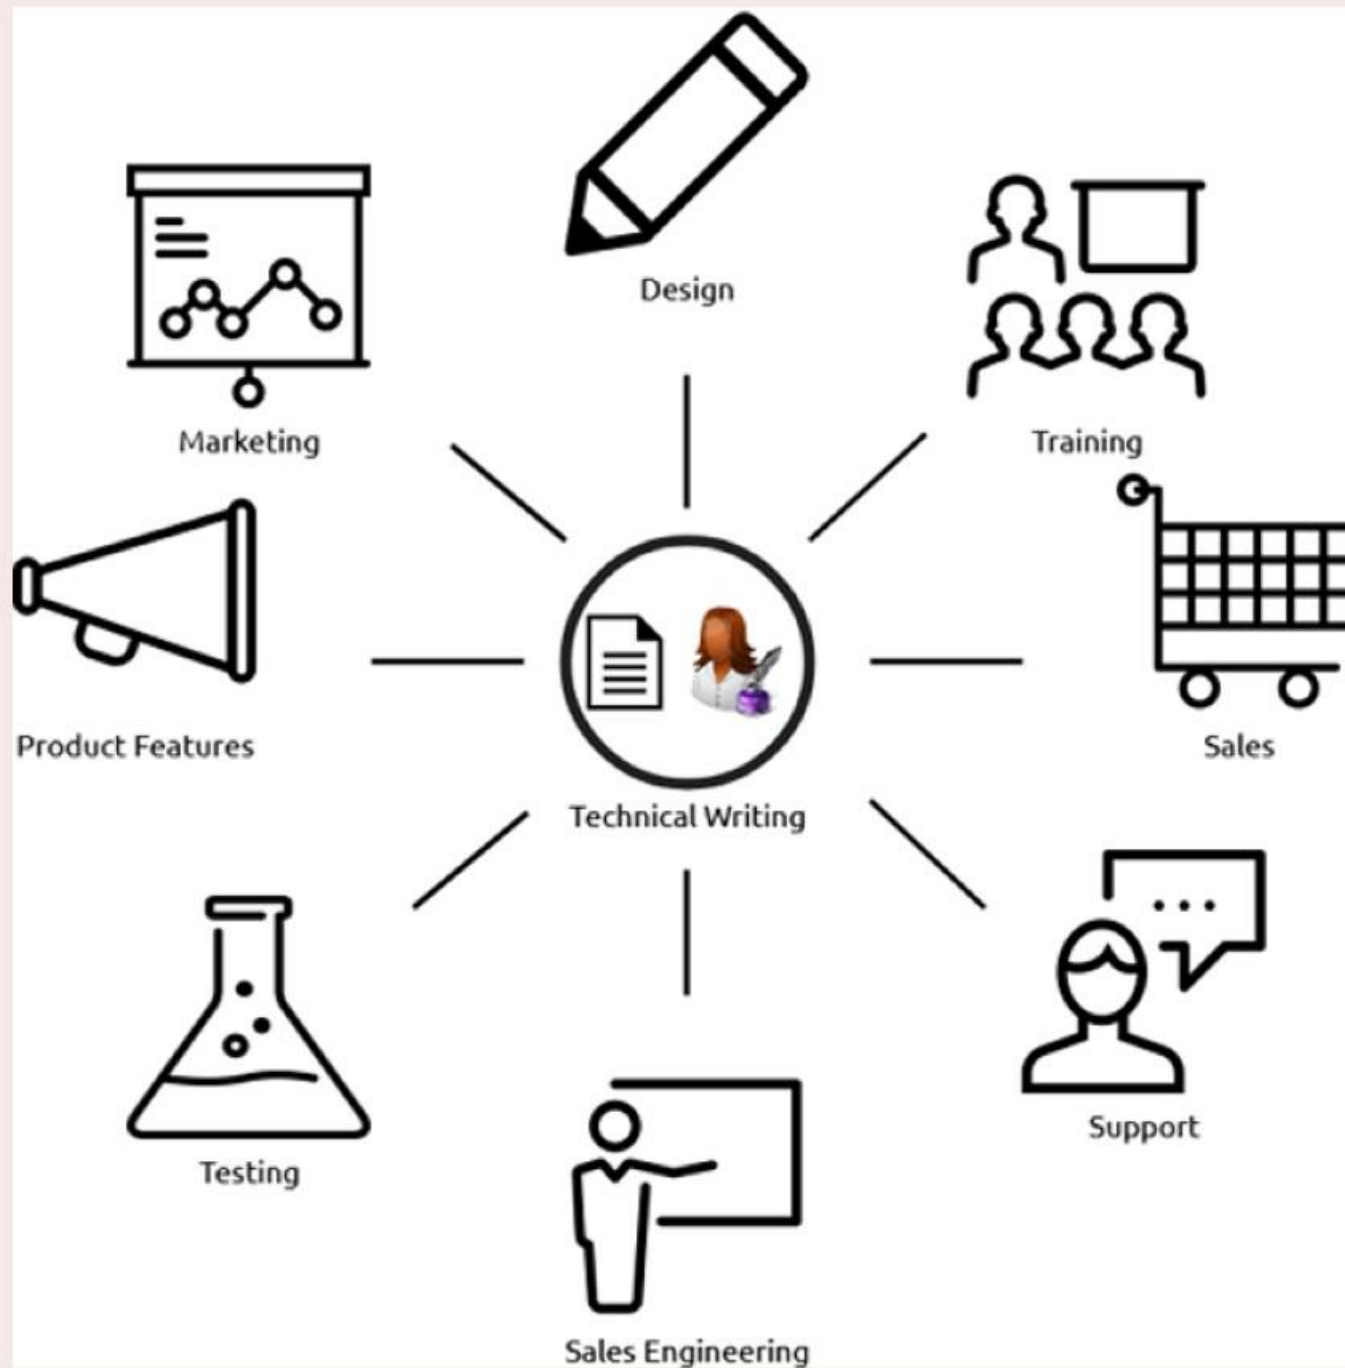 Design
Marketing
Training
Product Features
Sales
Technical Writing
Support
Testing
Sales Engineering